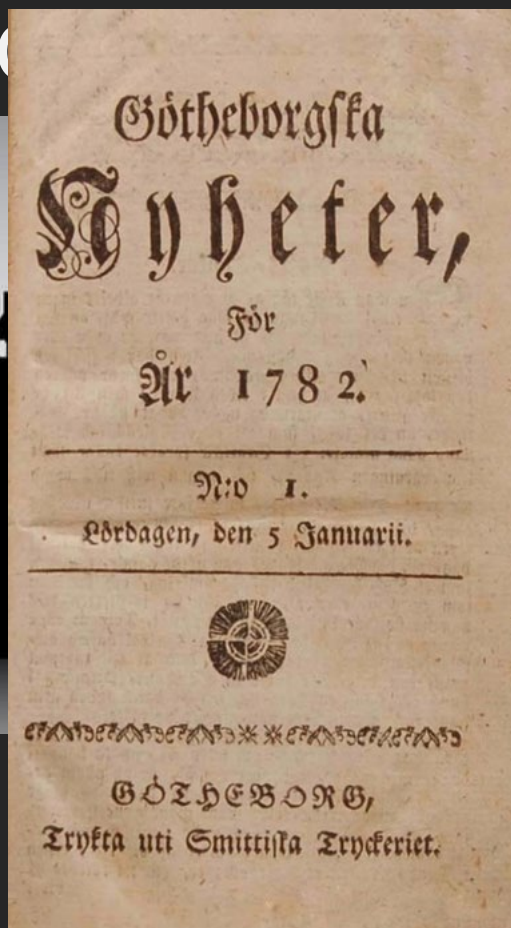 Götheborgska
Nyheter,
För
År 1782.
N:o 1.
Lördagen, den 5 Januarii.
GÖTHEBORG,
Trykta uti Smittiska Tryckeriet.